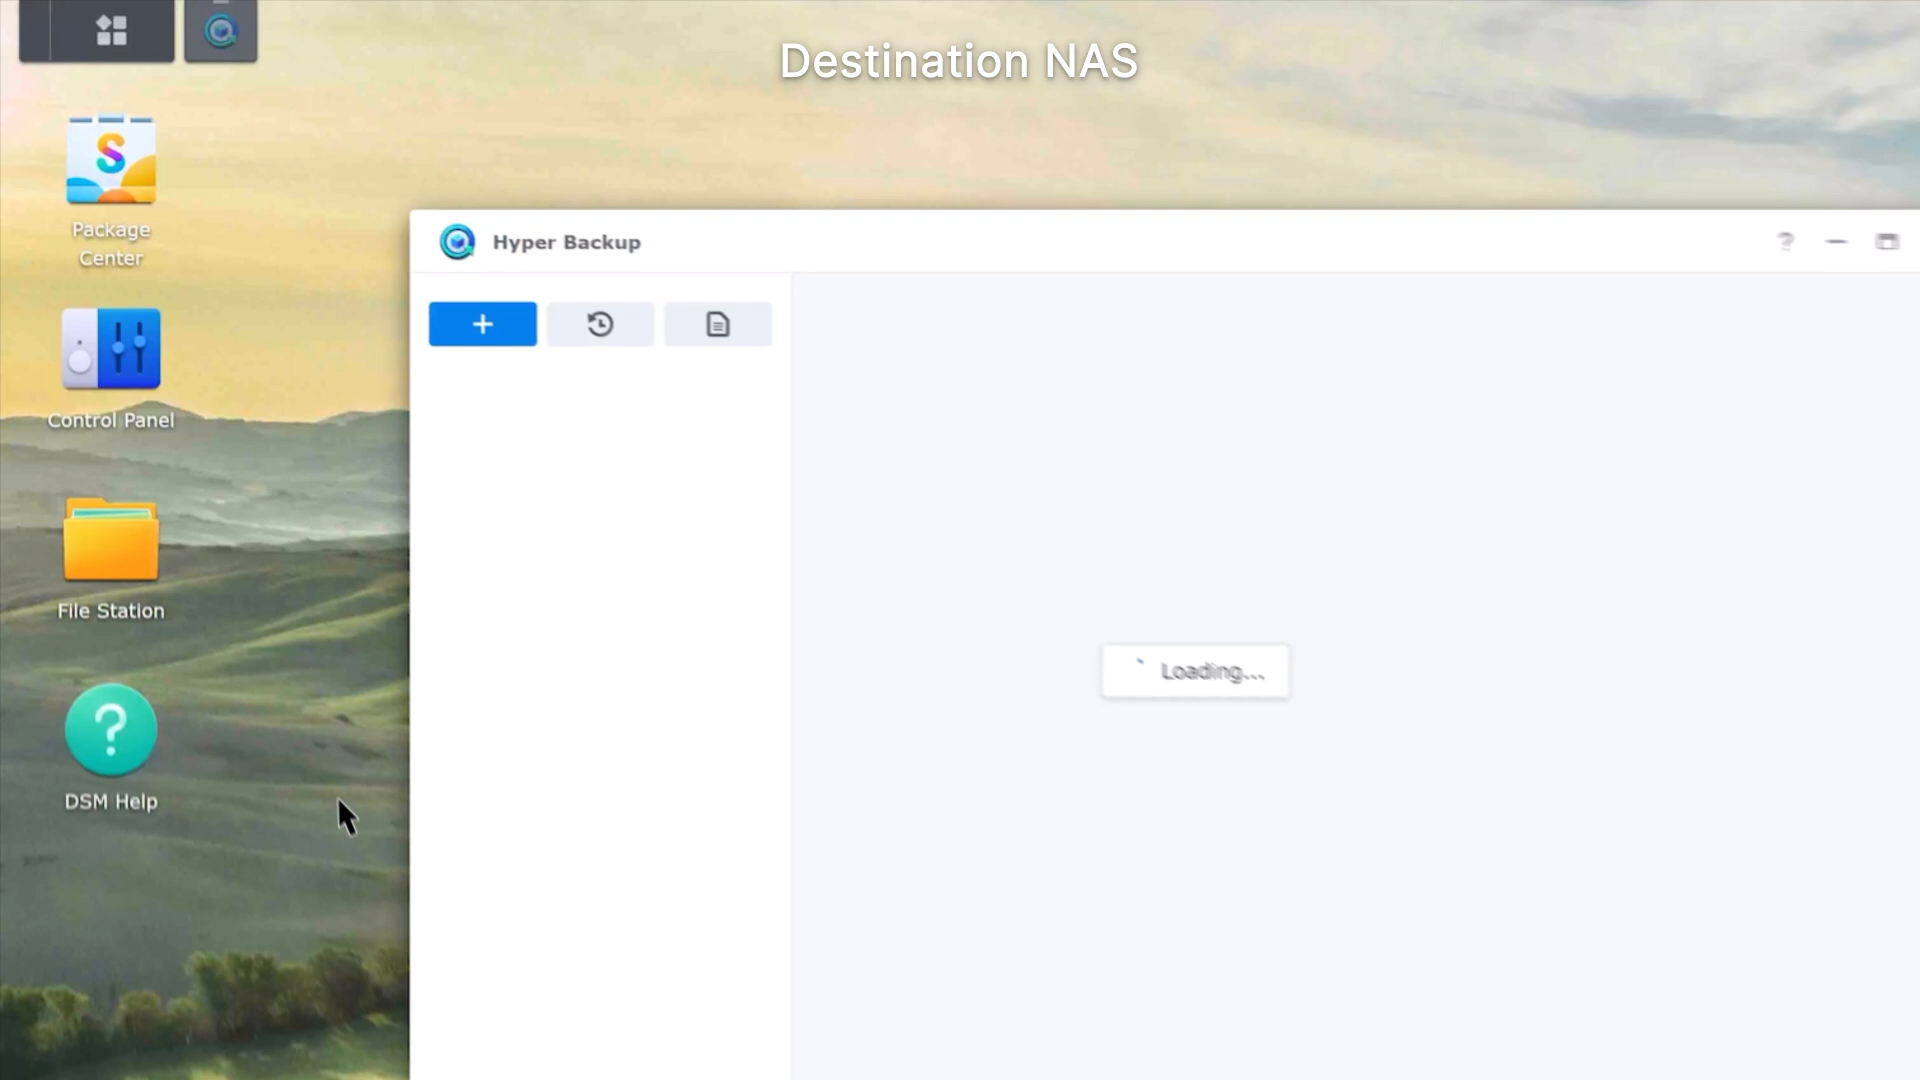 Destination NAS
Package
Center
Control Panel
File Station
DSM Help
Hyper Backup
Loading...